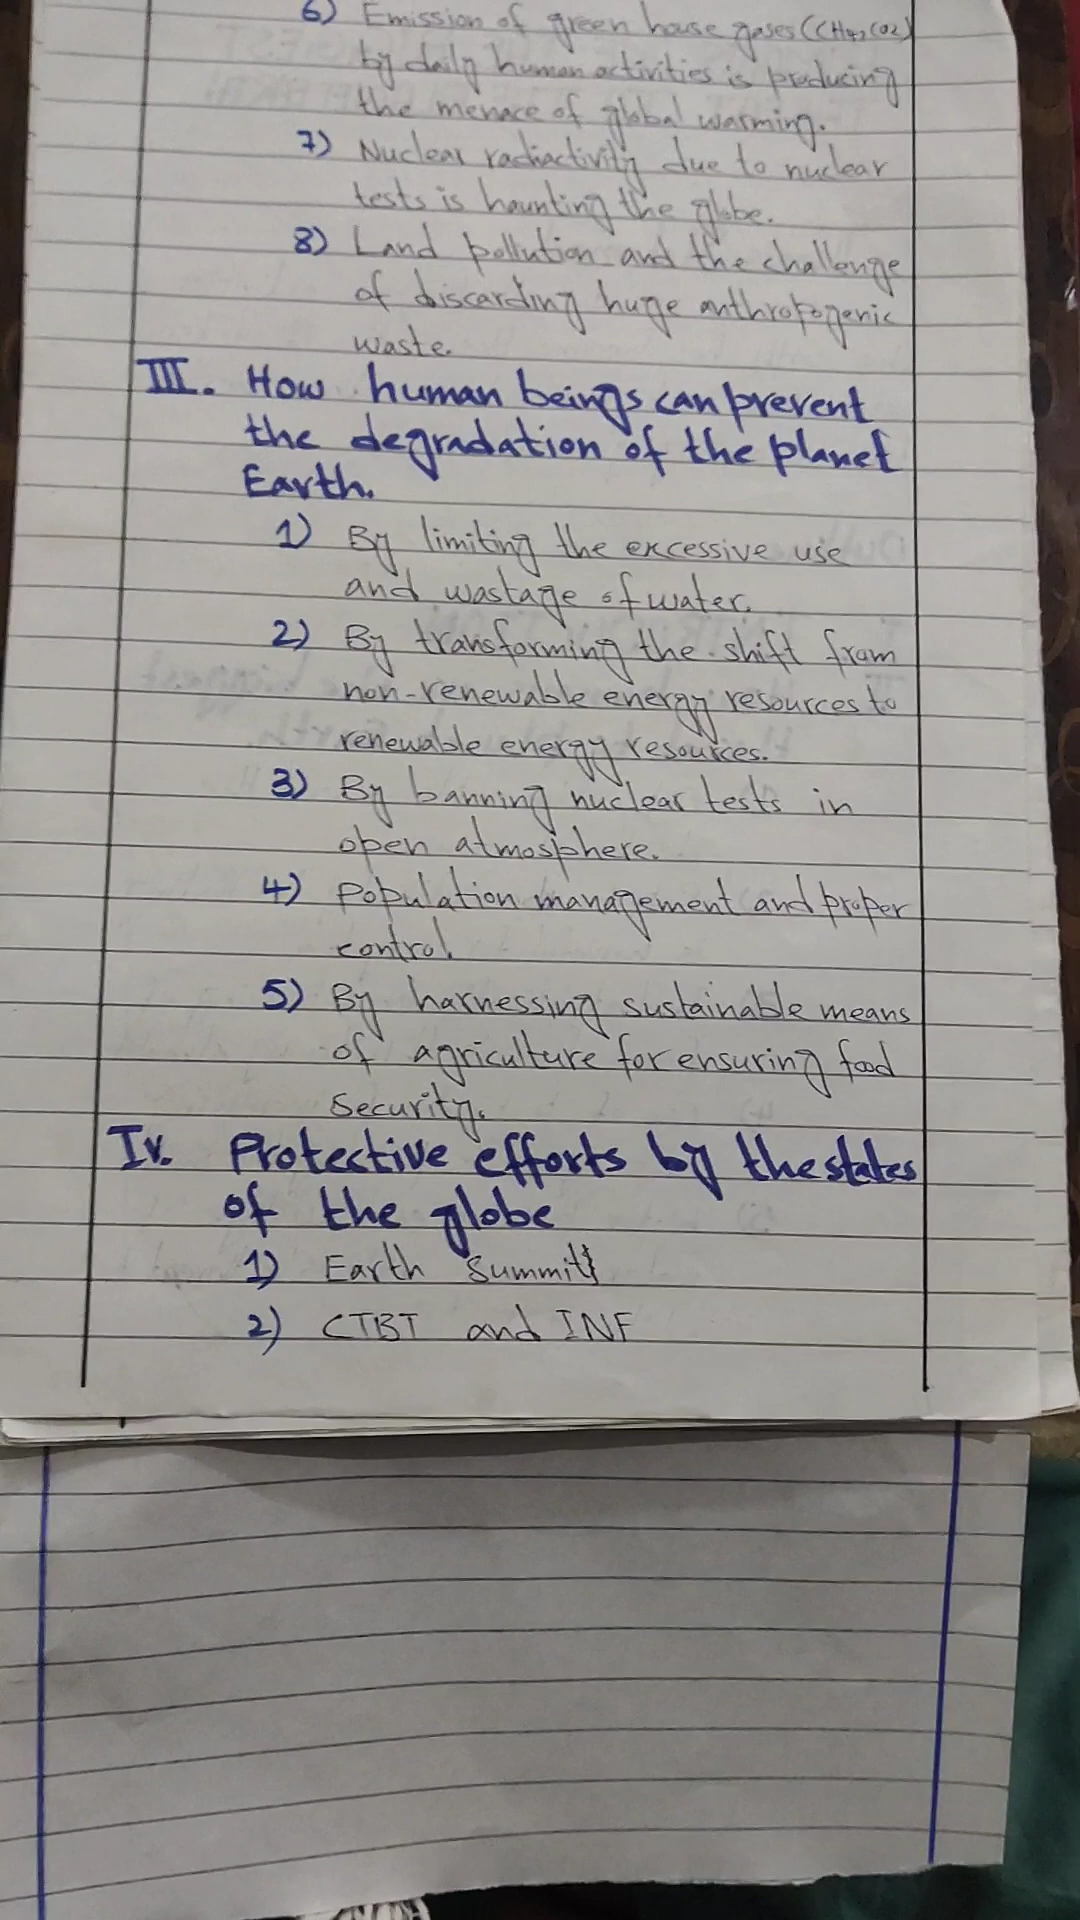 6) Emission of green house gases (CH4, CO2)
by daily human activities is producing
the menace of global warming.
7) Nuclear radiactivity due to nuclear
tests is haunting the globe.
8) Land pollution and the challenge
of discarding huge anthropogenic
waste.
III. How human beings can prevent
the degradation of the planet
Earth.
1) By limiting the excessive use
and wastage of water.
2) By transforming the shift from
non-renewable energy resources to
renewable energy resources.
3) By banning nuclear tests in
open atmosphere.
4) Population management and proper
control.
5) By harnessing sustainable means
of agriculture for ensuring food
security.
IV. Protective efforts by the states
of the globe
1) Earth Summits
2) CTBT and INF